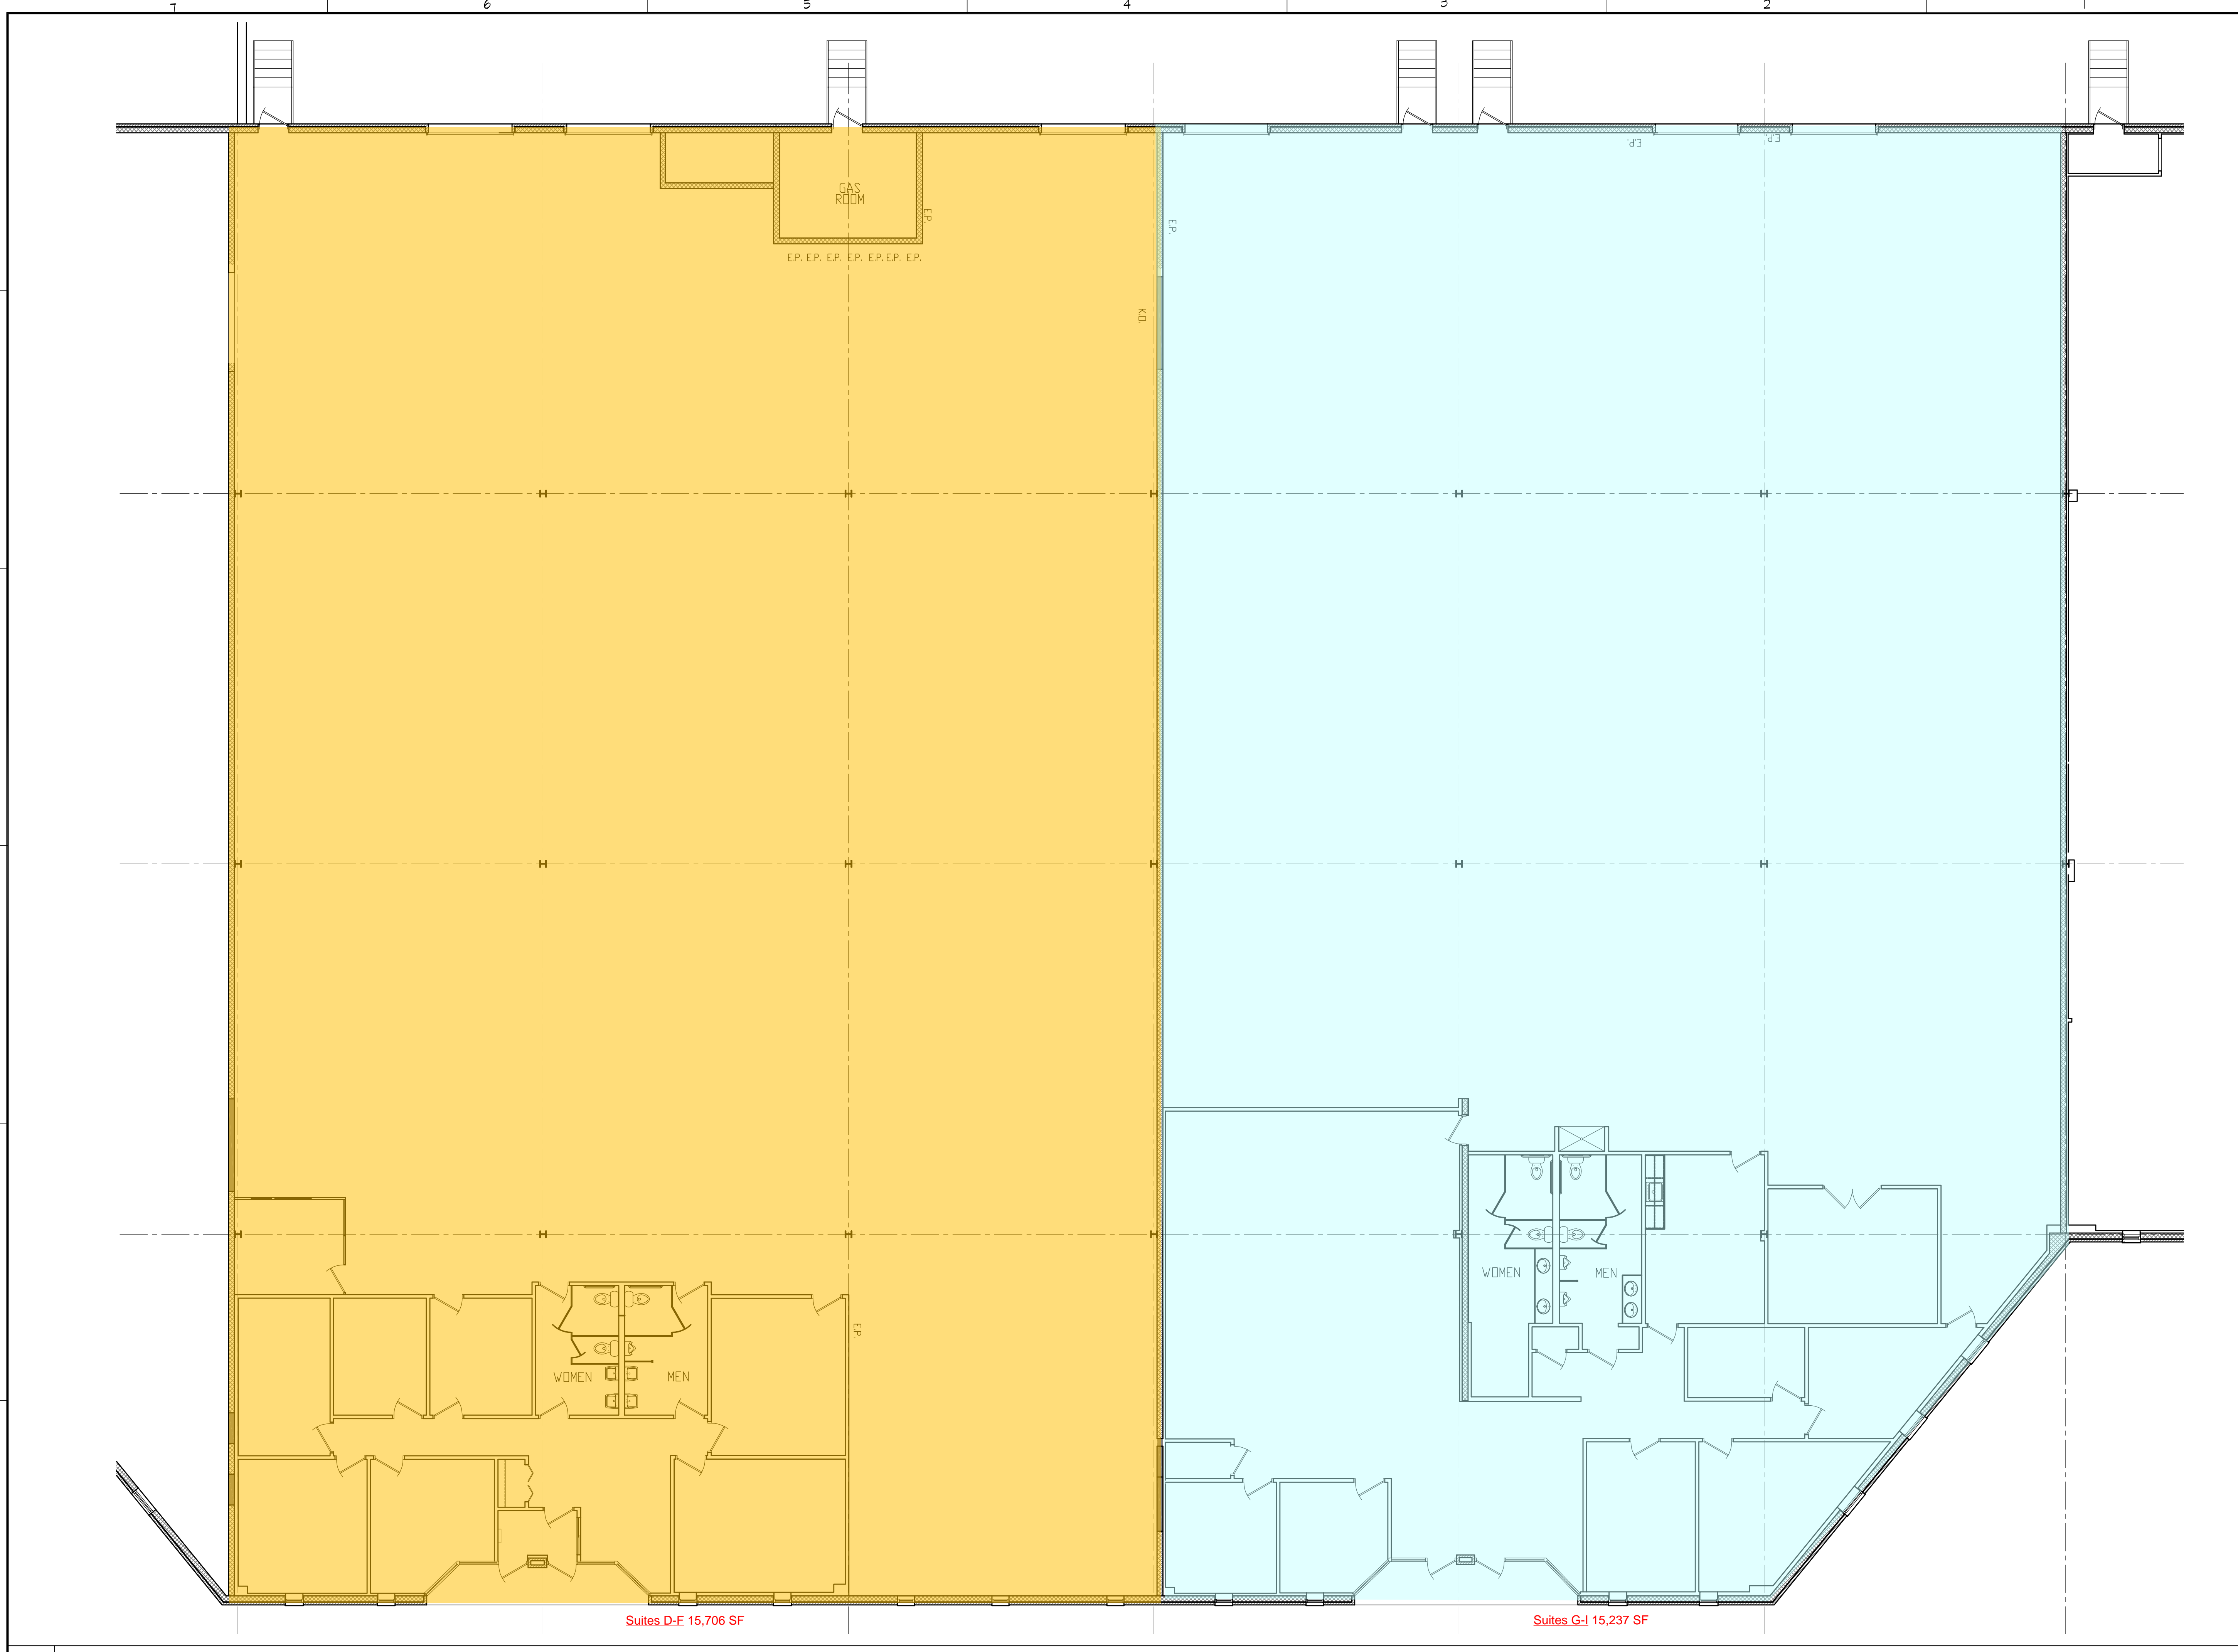 7 6 5 4 3 2
E.P. E.P.
GAS
ROOM
E.P. E.P.
E.P. E.P. E.P. E.P. E.P. E.P. E.P.
K.O.
WOMEN MEN
E.P.
WOMEN MEN
Suites D-F 15,706 SF Suites G-I 15,237 SF